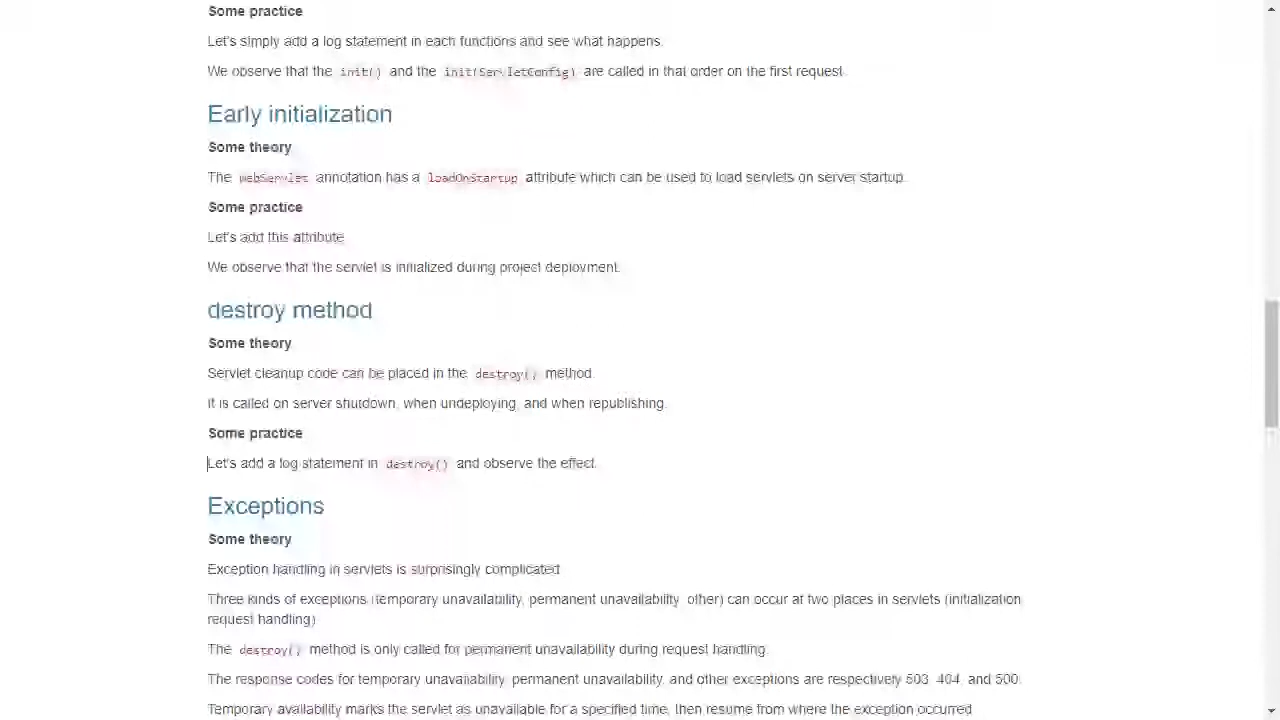 Some practice
Let's simply add a log statement in each functions and see what happens.
We observe that the init() and the init(ServletConfig) are called in that order on the first request.
Early initialization
Some theory
The WebServlet annotation has a loadOnStartup attribute which can be used to load servlets on server startup.
Some practice
Let's add this attribute.
We observe that the servlet is initialized during project deployment.
destroy method
Some theory
Servlet cleanup code can be placed in the destroy() method.
It is called on server shutdown, when undeploying, and when republishing.
Some practice
Let's add a log statement in destroy() and observe the effect.
Exceptions
Some theory
Exception handling in servlets is surprisingly complicated.
Three kinds of exceptions (temporary unavailability, permanent unavailability, other) can occur at two places in servlets (initialization,
request handling)
The destroy() method is only called for permanent unavailability during request handling.
The response codes for temporary unavailability, permanent unavailability, and other exceptions are respectively 503, 404, and 500.
Temporary availability marks the servlet as unavailable for a specified time, then resume from where the exception occurred